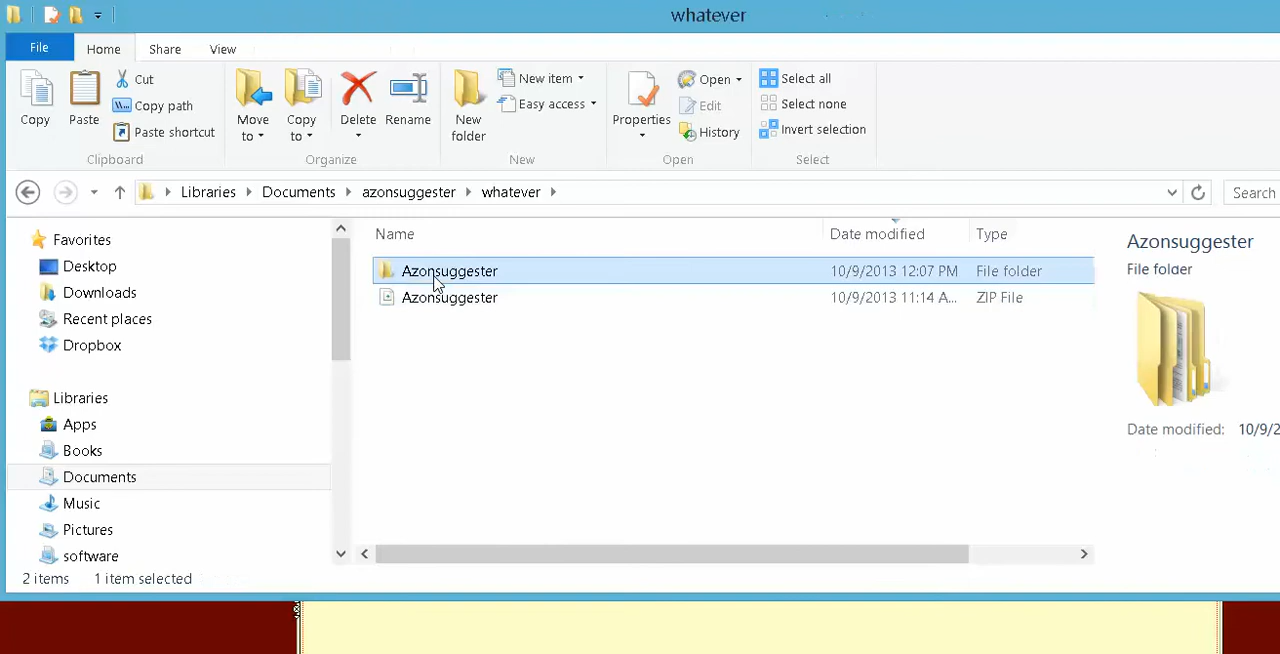 whatever
File Home Share View
Copy Paste Cut Copy path Paste shortcut Move to Copy to Delete Rename New folder New item Easy access Properties Open Edit History Select all Select none Invert selection
Clipboard Organize New Open Select
Libraries Documents azonsuggester whatever Search
Favorites
Desktop
Downloads
Recent places
Dropbox
Libraries
Apps
Books
Documents
Music
Pictures
software
Name Date modified Type
Azonsuggester 10/9/2013 12:07 PM File folder
Azonsuggester 10/9/2013 11:14 A... ZIP File
Azonsuggester
File folder
Date modified: 10/9/2
2 items 1 item selected